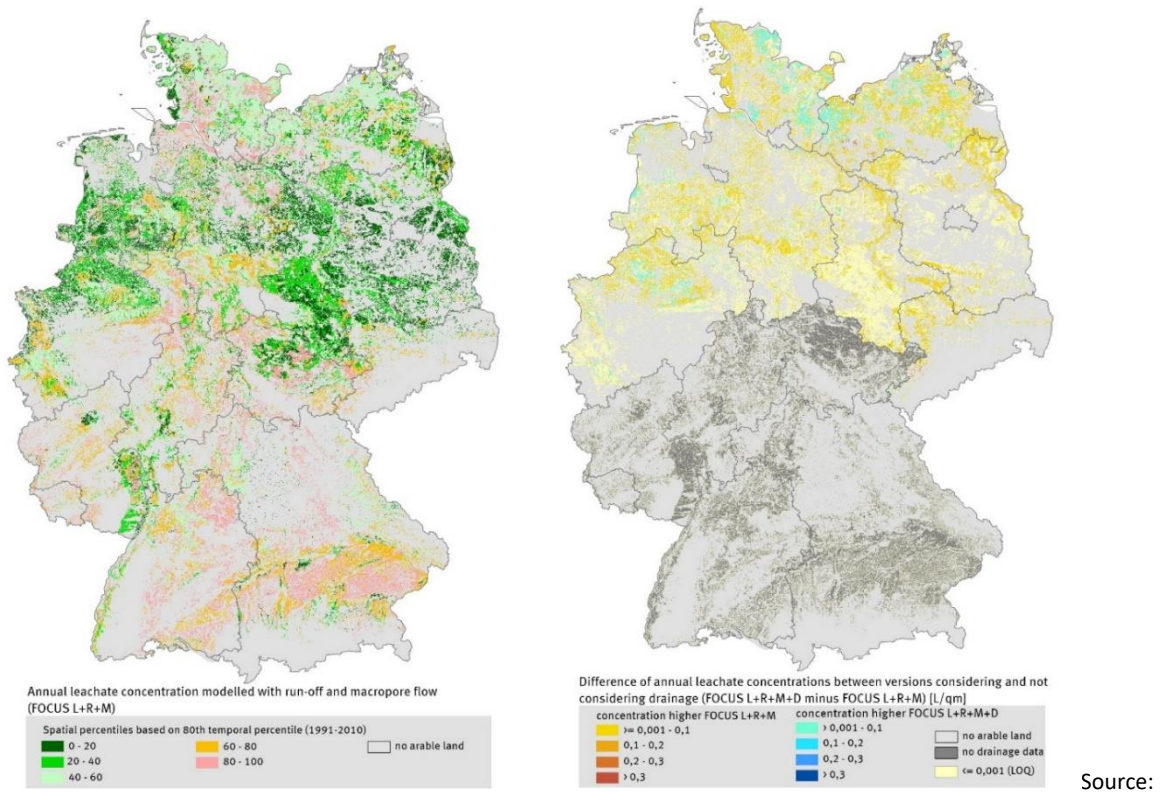 Annual leachate concentration modelled with run-off and macropore flow
(FOCUS L+R+M)
Spatial percentiles based on 80th temporal percentile (1991-2010)
0 - 20
20 - 40
40 - 60
60 - 80
80 - 100
no arable land
Difference of annual leachate concentrations between versions considering and not
considering drainage (FOCUS L+R+M+D minus FOCUS L+R+M) [L/qm]
concentration higher FOCUS L+R+M
>= 0,001 - 0,1
0,1 - 0,2
0,2 - 0,3
> 0,3
concentration higher FOCUS L+R+M+D
> 0,001 - 0,1
0,1 - 0,2
0,2 - 0,3
> 0,3
no arable land
no drainage data
<= 0,001 (LOQ)
Source: